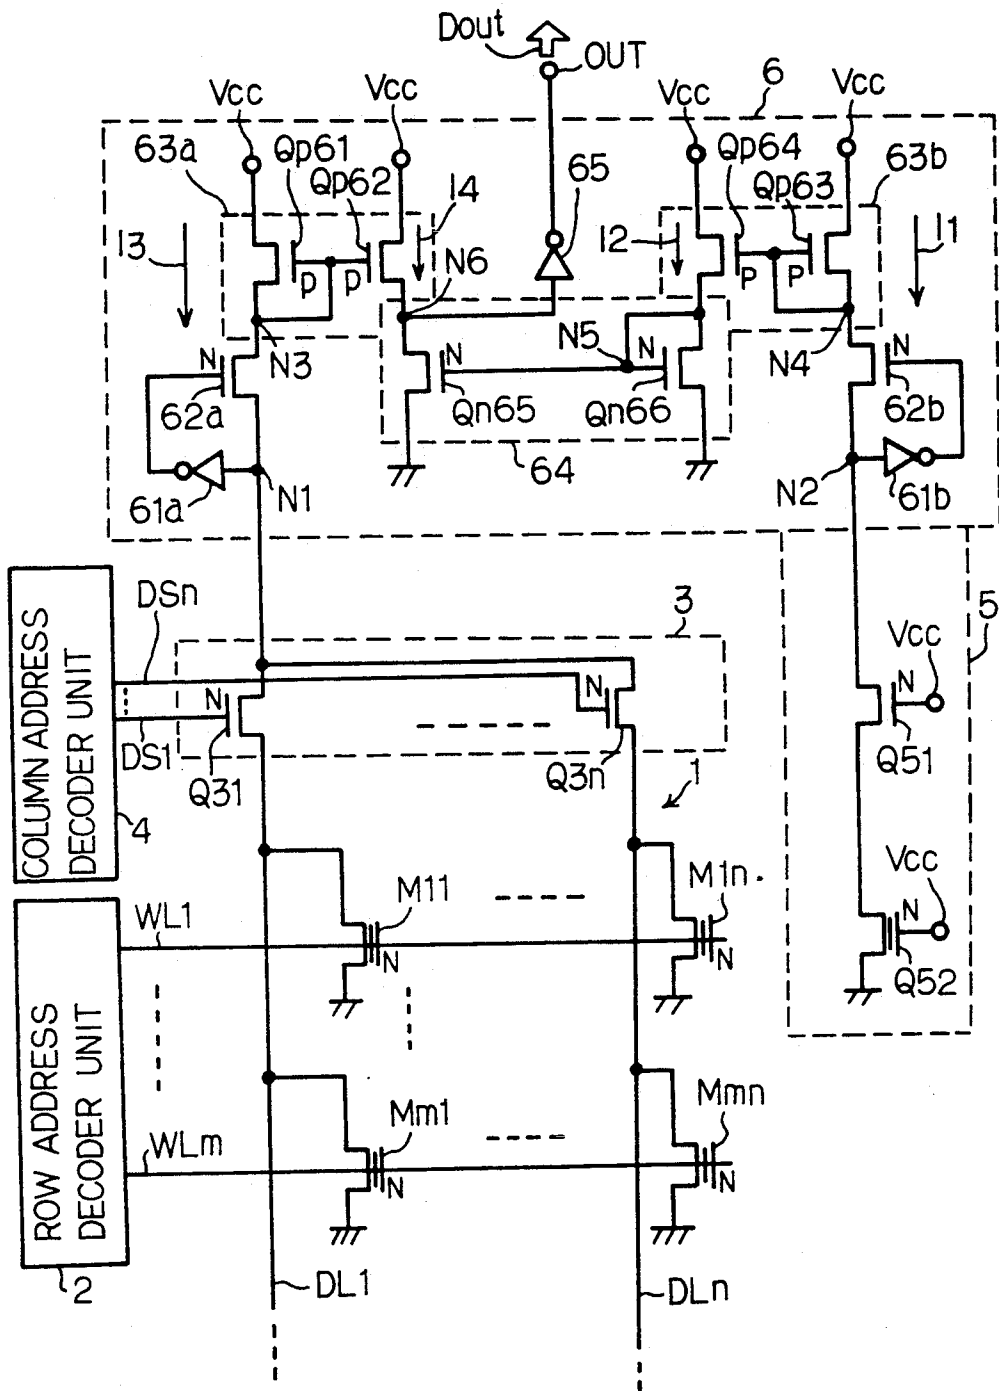 Dout
OUT
Vcc
Vcc
Vcc
Vcc
6
63a
Qp61
Qp62
65
Qp64
Qp63
63b
I3
I4
I2
I1
P
P
P
P
N6
N3
N5
N4
N
N
N
N
62a
Qn65
Qn66
62b
64
61a
N1
N2
61b
COLUMN ADDRESS
DECODER UNIT
4
DSn
DS1
3
N
N
Q31
Q3n
1
5
Vcc
N
Q51
Vcc
N
Q52
M11
M1n
WL1
N
N
ROW ADDRESS
DECODER UNIT
2
Mm1
Mmn
WLm
N
N
DL1
DLn